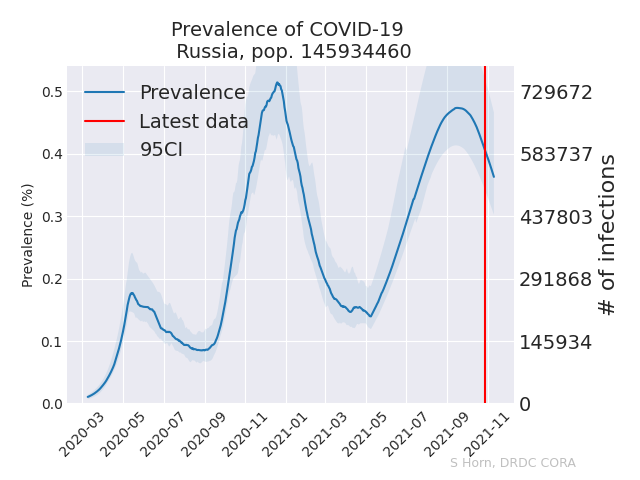 Prevalence of COVID-19
Russia, pop. 145934460
Prevalence
Latest data
95CI
Prevalence (%)
0.5
0.4
0.3
0.2
0.1
0.0
729672
583737
437803
291868
145934
0
# of infections
2020-03
2020-05
2020-07
2020-09
2020-11
2021-01
2021-03
2021-05
2021-07
2021-09
2021-11
S Horn, DRDC CORA